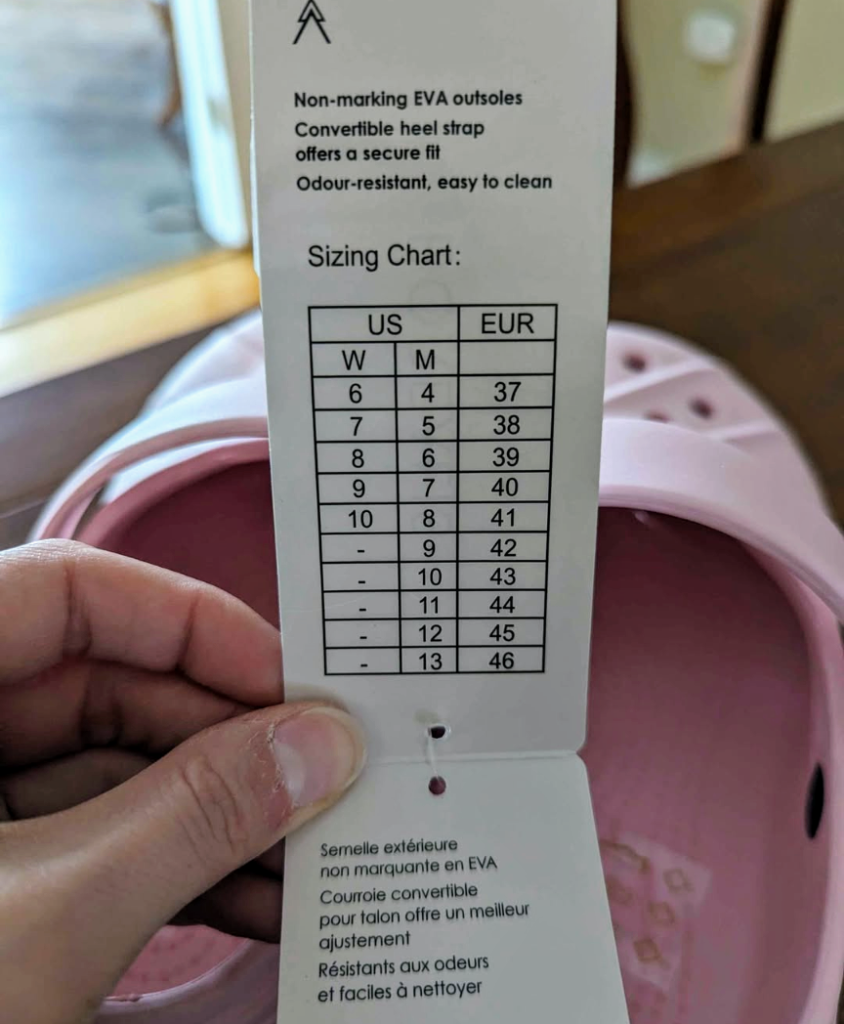 Non-marking EVA outsoles
Convertible heel strap
offers a secure fit
Odour-resistant, easy to clean
Sizing Chart:
US EUR
W M
6 4 37
7 5 38
8 6 39
9 7 40
10 8 41
- 9 42
- 10 43
- 11 44
- 12 45
- 13 46
Semelle extérieure
non marquante en EVA
Courroie convertible
pour talon offre un meilleur
ajustement
Résistants aux odeurs
et faciles à nettoyer